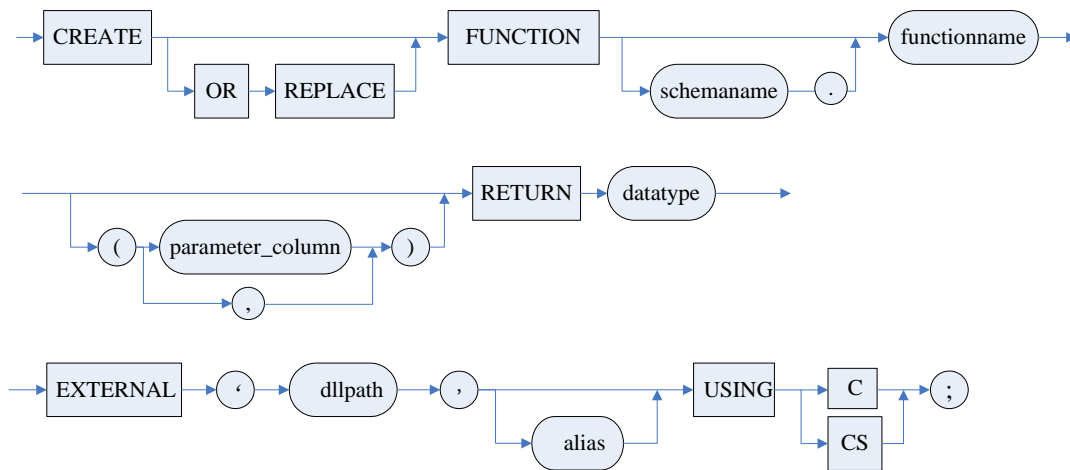 CREATE OR REPLACE FUNCTION schemaname . functionname
( parameter_column , ) RETURN datatype
EXTERNAL ‘ dllpath , alias USING C CS ;